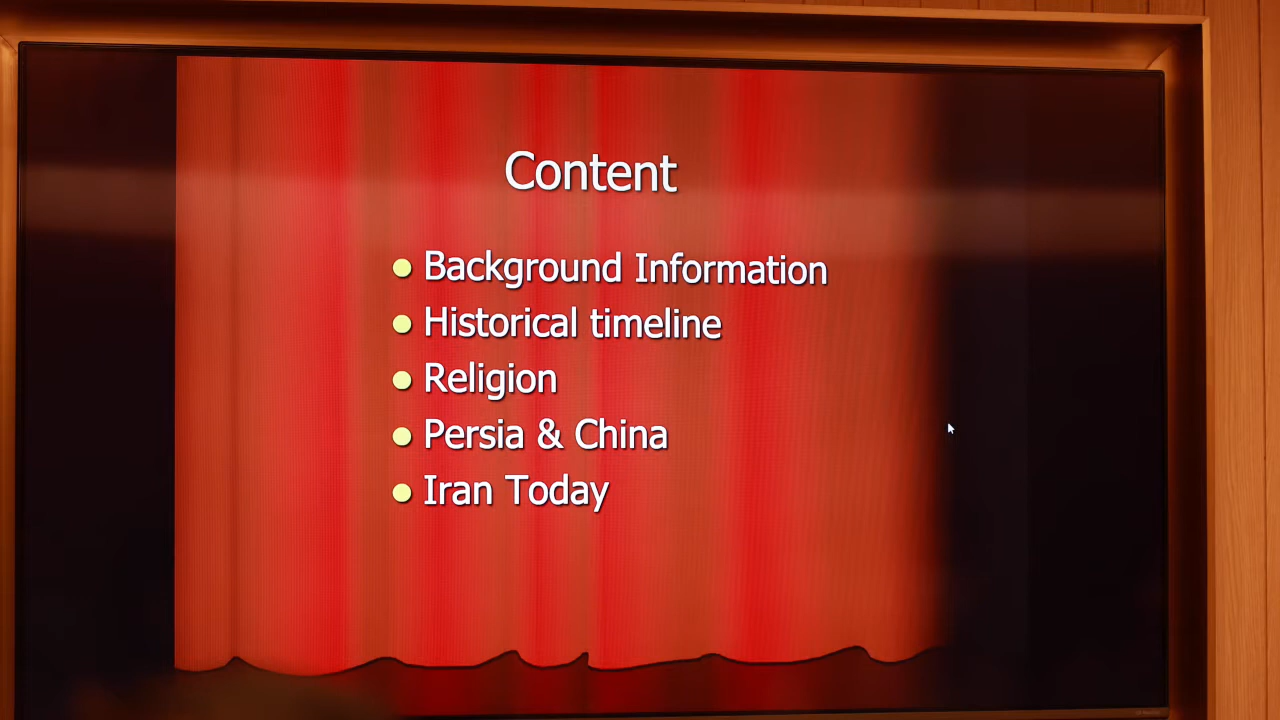 Content
Background Information
Historical timeline
Religion
Persia & China
Iran Today